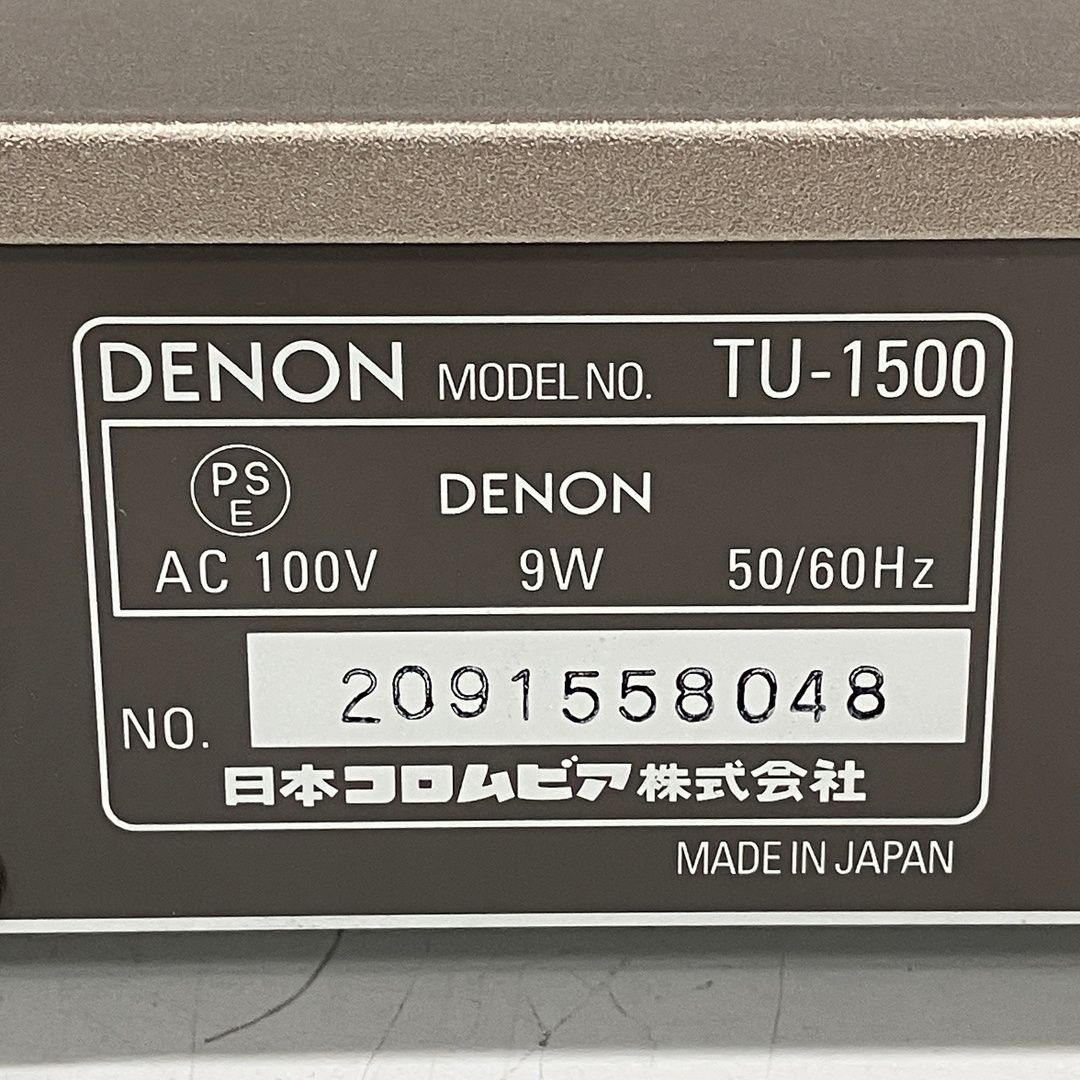 DENON MODEL NO. TU-1500
PS
E
DENON
AC 100V 9W 50/60Hz
NO. 2091558048
日本コロムビア株式会社
MADE IN JAPAN